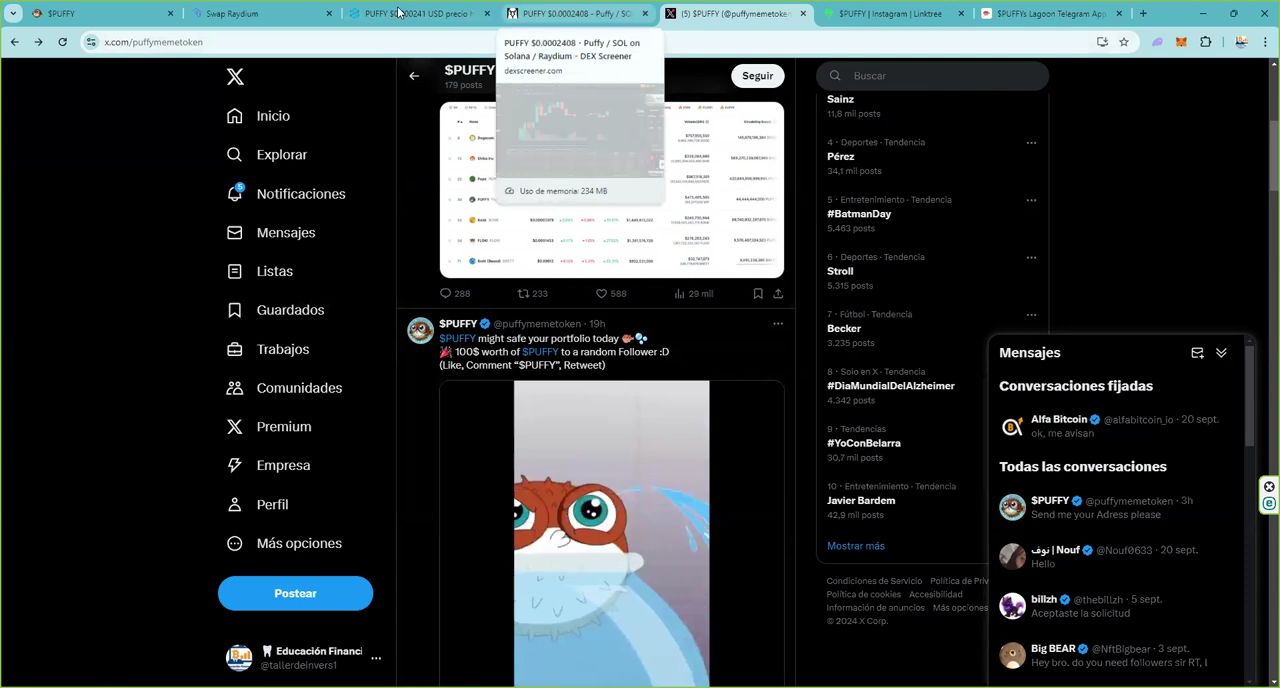 $PUFFY
Swap Raydium
PUFFY $0.000241 USD precio
PUFFY $0.0002408 - Puffy / SO
(5) $PUFFY (@puffymemetoken
$PUFFY | Instagram | Linktree
$PUFFYs Lagoon Telegram Ap
x.com/puffymemetoken
PUFFY $0.0002408 - Puffy / SOL on
Solana / Raydium - DEX Screener
dexscreener.com
Uso de memoria: 234 MB
Inicio
Explorar
5
Notificaciones
Mensajes
Listas
Guardados
Trabajos
Comunidades
Premium
Empresa
Perfil
Más opciones
Postear
Educación Financi
@tallerdeinvers1
$PUFFY
179 posts
Seguir
288
233
588
29 mil
$PUFFY @puffymemetoken · 19h
$PUFFY might safe your portfolio today
100$ worth of $PUFFY to a random Follower :D
(Like, Comment “$PUFFY”, Retweet)
Buscar
Sainz
11,8 mil posts
4 · Deportes · Tendencia
Pérez
34,1 mil posts
5 · Entretenimiento · Tendencia
#BatmanDay
5.463 posts
6 · Deportes · Tendencia
Stroll
5.315 posts
7 · Fútbol · Tendencia
Becker
3.235 posts
8 · Solo en X · Tendencia
#DiaMundialDelAlzheimer
4.342 posts
9 · Tendencias
#YoConBelarra
30,7 mil posts
10 · Entretenimiento · Tendencia
Javier Bardem
42,9 mil posts
Mostrar más
Condiciones de Servicio Política de Priv
Política de cookies Accesibilidad
Información de anuncios Más opciones
© 2024 X Corp.
Mensajes
Conversaciones fijadas
Alfa Bitcoin @alfabitcoin_io · 20 sept.
ok, me avisan
Todas las conversaciones
$PUFFY @puffymemetoken · 3h
Send me your Adress please
نوف | Nouf @Nouf0633 · 20 sept.
Hello
billzh @thebillzh · 5 sept.
Aceptaste la solicitud
Big BEAR @NftBigbear · 3 sept.
Hey bro. do you need followers sir RT, l